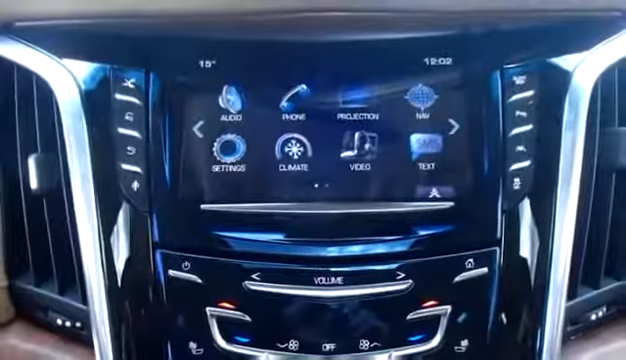 15° 12:02
AUDIO PHONE PROJECTION NAV
SETTINGS CLIMATE VIDEO TEXT
VOLUME
OFF